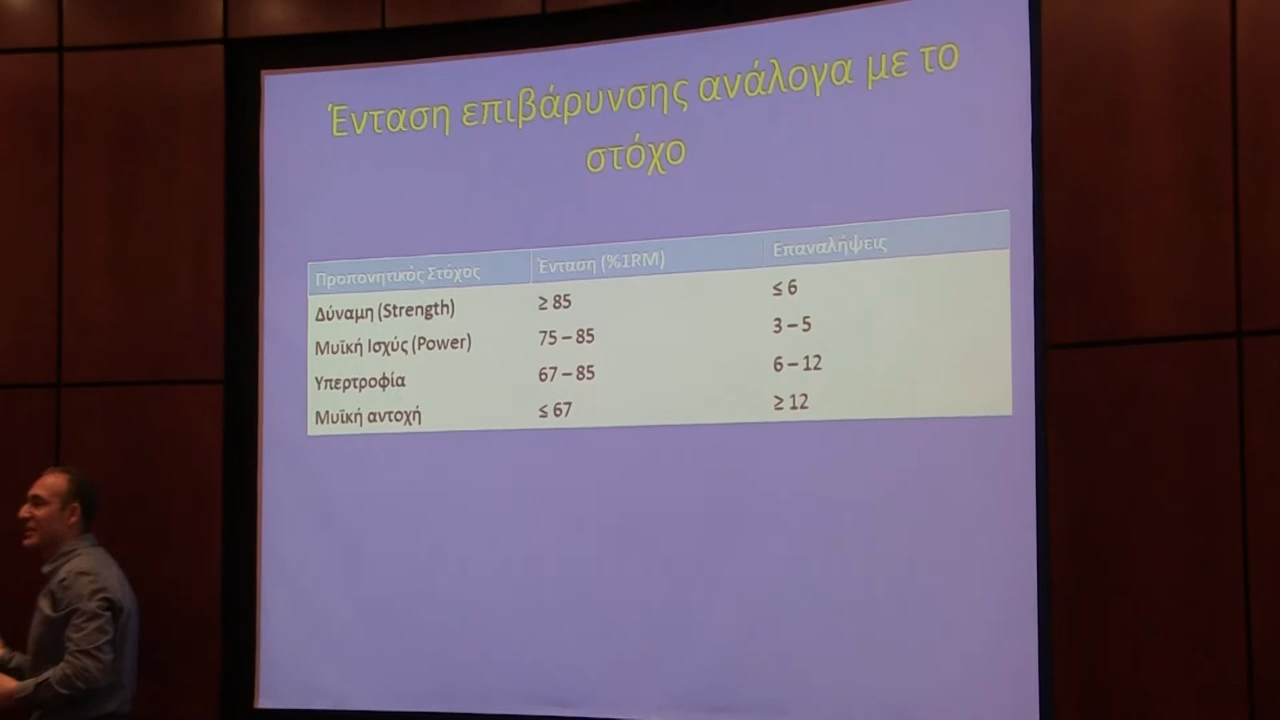 Ένταση επιβάρυνσης ανάλογα με το
στόχο
Προπονητικός Στόχος Ένταση (%1RM) Επαναλήψεις
Δύναμη (Strength) ≥ 85 ≤ 6
Μυϊκή Ισχύς (Power) 75 – 85 3 – 5
Υπερτροφία 67 – 85 6 – 12
Μυϊκή αντοχή ≤ 67 ≥ 12